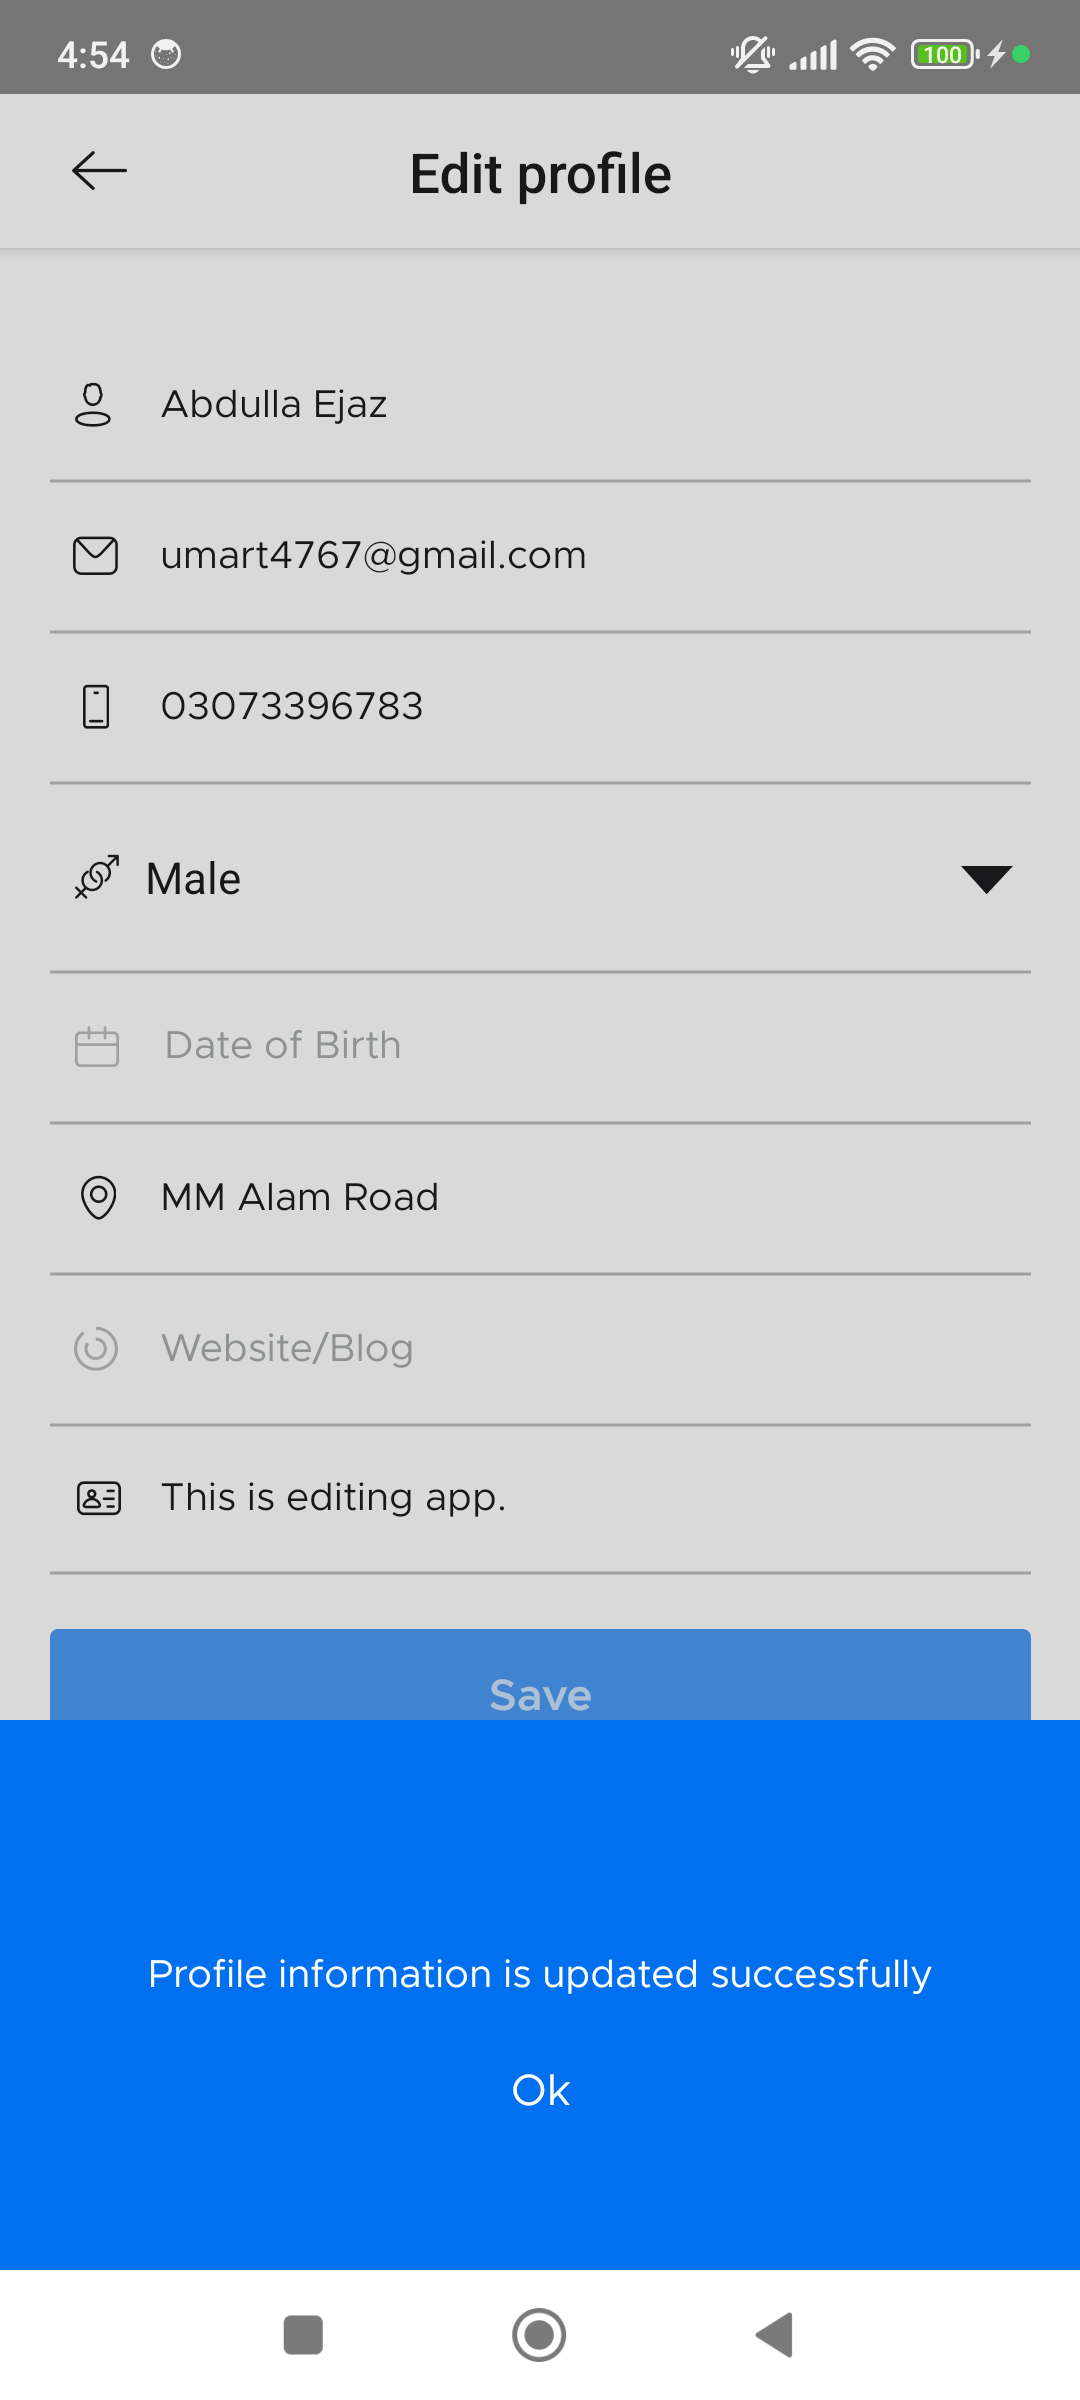 4:54
100
Edit profile
Abdulla Ejaz
umart4767@gmail.com
03073396783
Male
Date of Birth
MM Alam Road
Website/Blog
This is editing app.
Save
Profile information is updated successfully
Ok